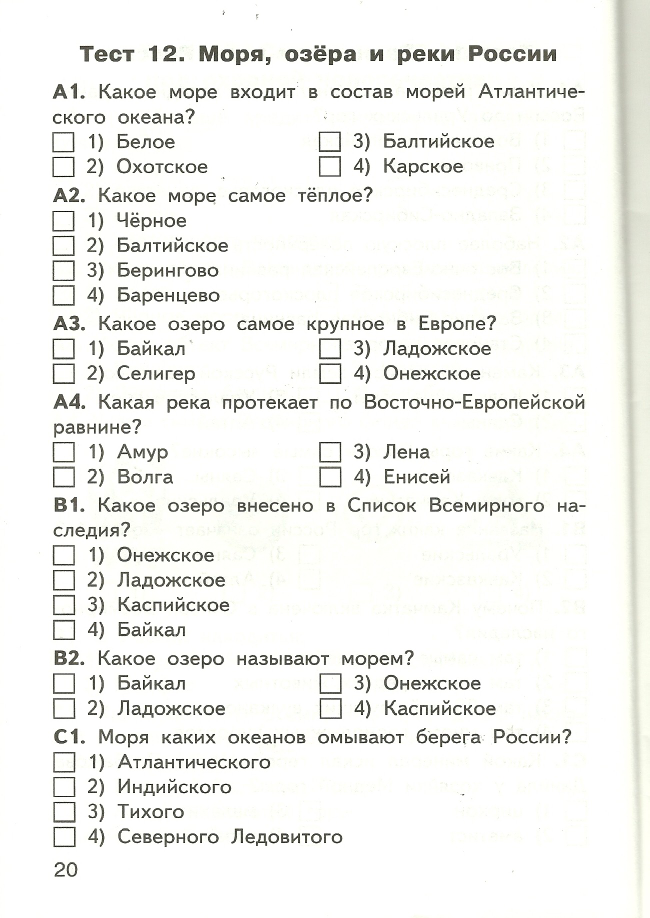 Тест 12. Моря, озёра и реки России
А1. Какое море входит в состав морей Атлантиче-
ского океана?
1) Белое 3) Балтийское
2) Охотское 4) Карское
А2. Какое море самое тёплое?
1) Чёрное
2) Балтийское
3) Берингово
4) Баренцево
А3. Какое озеро самое крупное в Европе?
1) Байкал 3) Ладожское
2) Селигер 4) Онежское
А4. Какая река протекает по Восточно-Европейской
равнине?
1) Амур 3) Лена
2) Волга 4) Енисей
В1. Какое озеро внесено в Список Всемирного на-
следия?
1) Онежское
2) Ладожское
3) Каспийское
4) Байкал
В2. Какое озеро называют морем?
1) Байкал 3) Онежское
2) Ладожское 4) Каспийское
С1. Моря каких океанов омывают берега России?
1) Атлантического
2) Индийского
3) Тихого
4) Северного Ледовитого
20